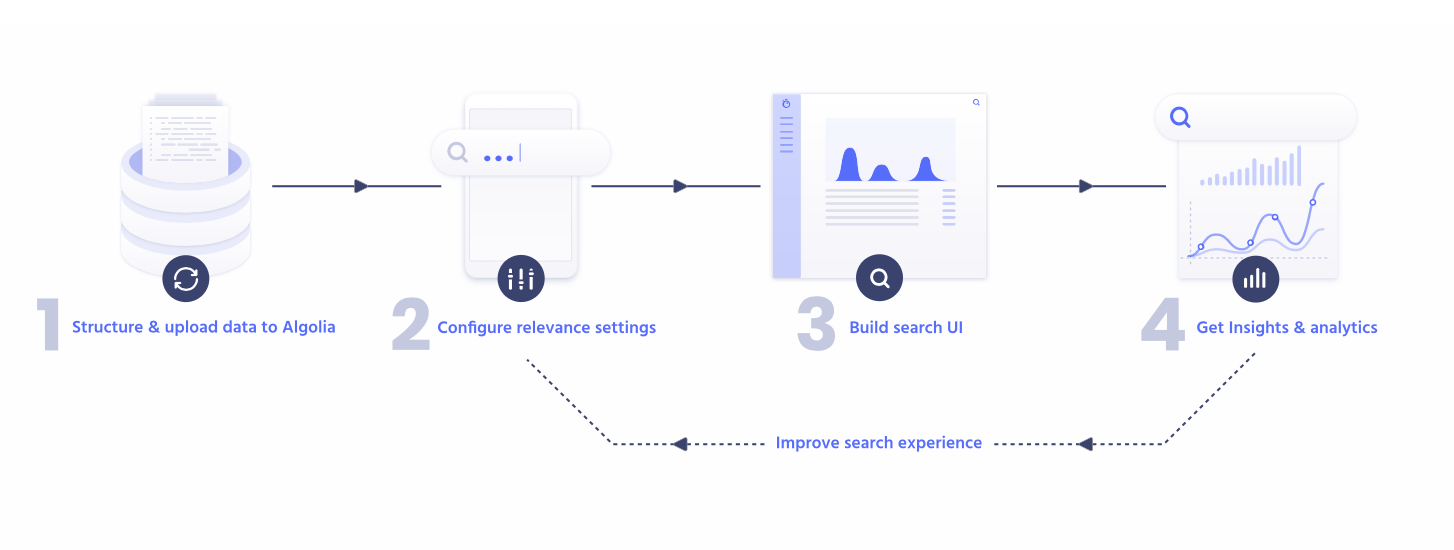 1 Structure & upload data to Algolia
2 Configure relevance settings
3 Build search UI
4 Get Insights & analytics
Improve search experience